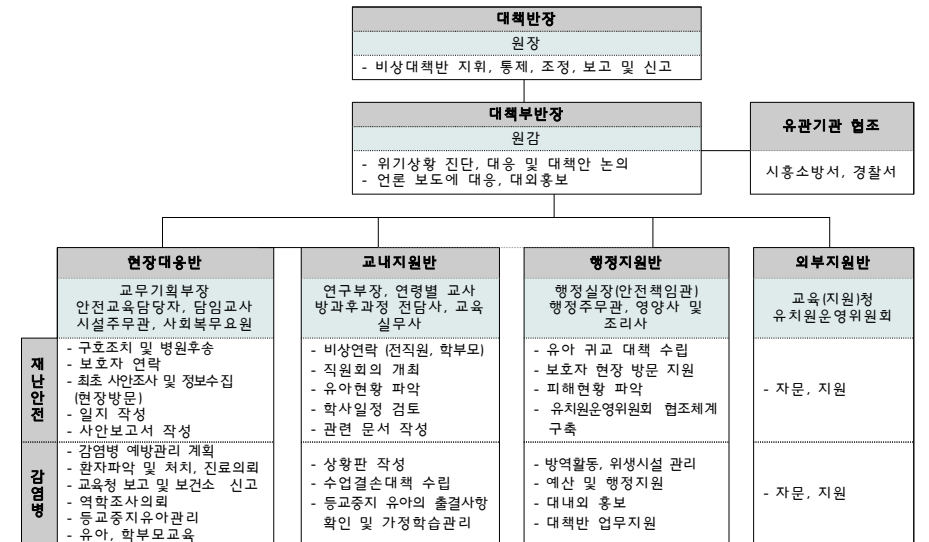 대책반장
원장
- 비상대책반 지휘, 통제, 조정, 보고 및 신고
대책부반장
원감
- 위기상황 진단, 대응 및 대책안 논의
- 언론 보도에 대응, 대외홍보
유관기관 협조
시흥소방서, 경찰서
현장대응반
교무기획부장
안전교육담당자, 담임교사
시설주무관, 사회복무요원
교내지원반
연구부장, 연령별 교사
방과후과정 전담사, 교육
실무사
행정지원반
행정실장(안전책임관)
행정주무관, 영양사 및
조리사
외부지원반
교육(지원)청
유치원운영위원회
재난안전
- 구호조치 및 병원후송
- 보호자 연락
- 최초 사안조사 및 정보수집
(현장방문)
- 일지 작성
- 사안보고서 작성
- 비상연락 (전직원, 학부모)
- 직원회의 개최
- 유아현황 파악
- 학사일정 검토
- 관련 문서 작성
- 유아 귀교 대책 수립
- 보호자 현장 방문 지원
- 피해현황 파악
- 유치원운영위원회 협조체계
구축
- 자문, 지원
감염병
- 감염병 예방관리 계획
- 환자파악 및 처치, 진료의뢰
- 교육청 보고 및 보건소 신고
- 역학조사의뢰
- 등교중지유아관리
- 유아, 학부모교육
- 상황판 작성
- 수업결손대책 수립
- 등교중지 유아의 출결사항
확인 및 가정학습관리
- 방역활동, 위생시설 관리
- 예산 및 행정지원
- 대내외 홍보
- 대책반 업무지원
- 자문, 지원